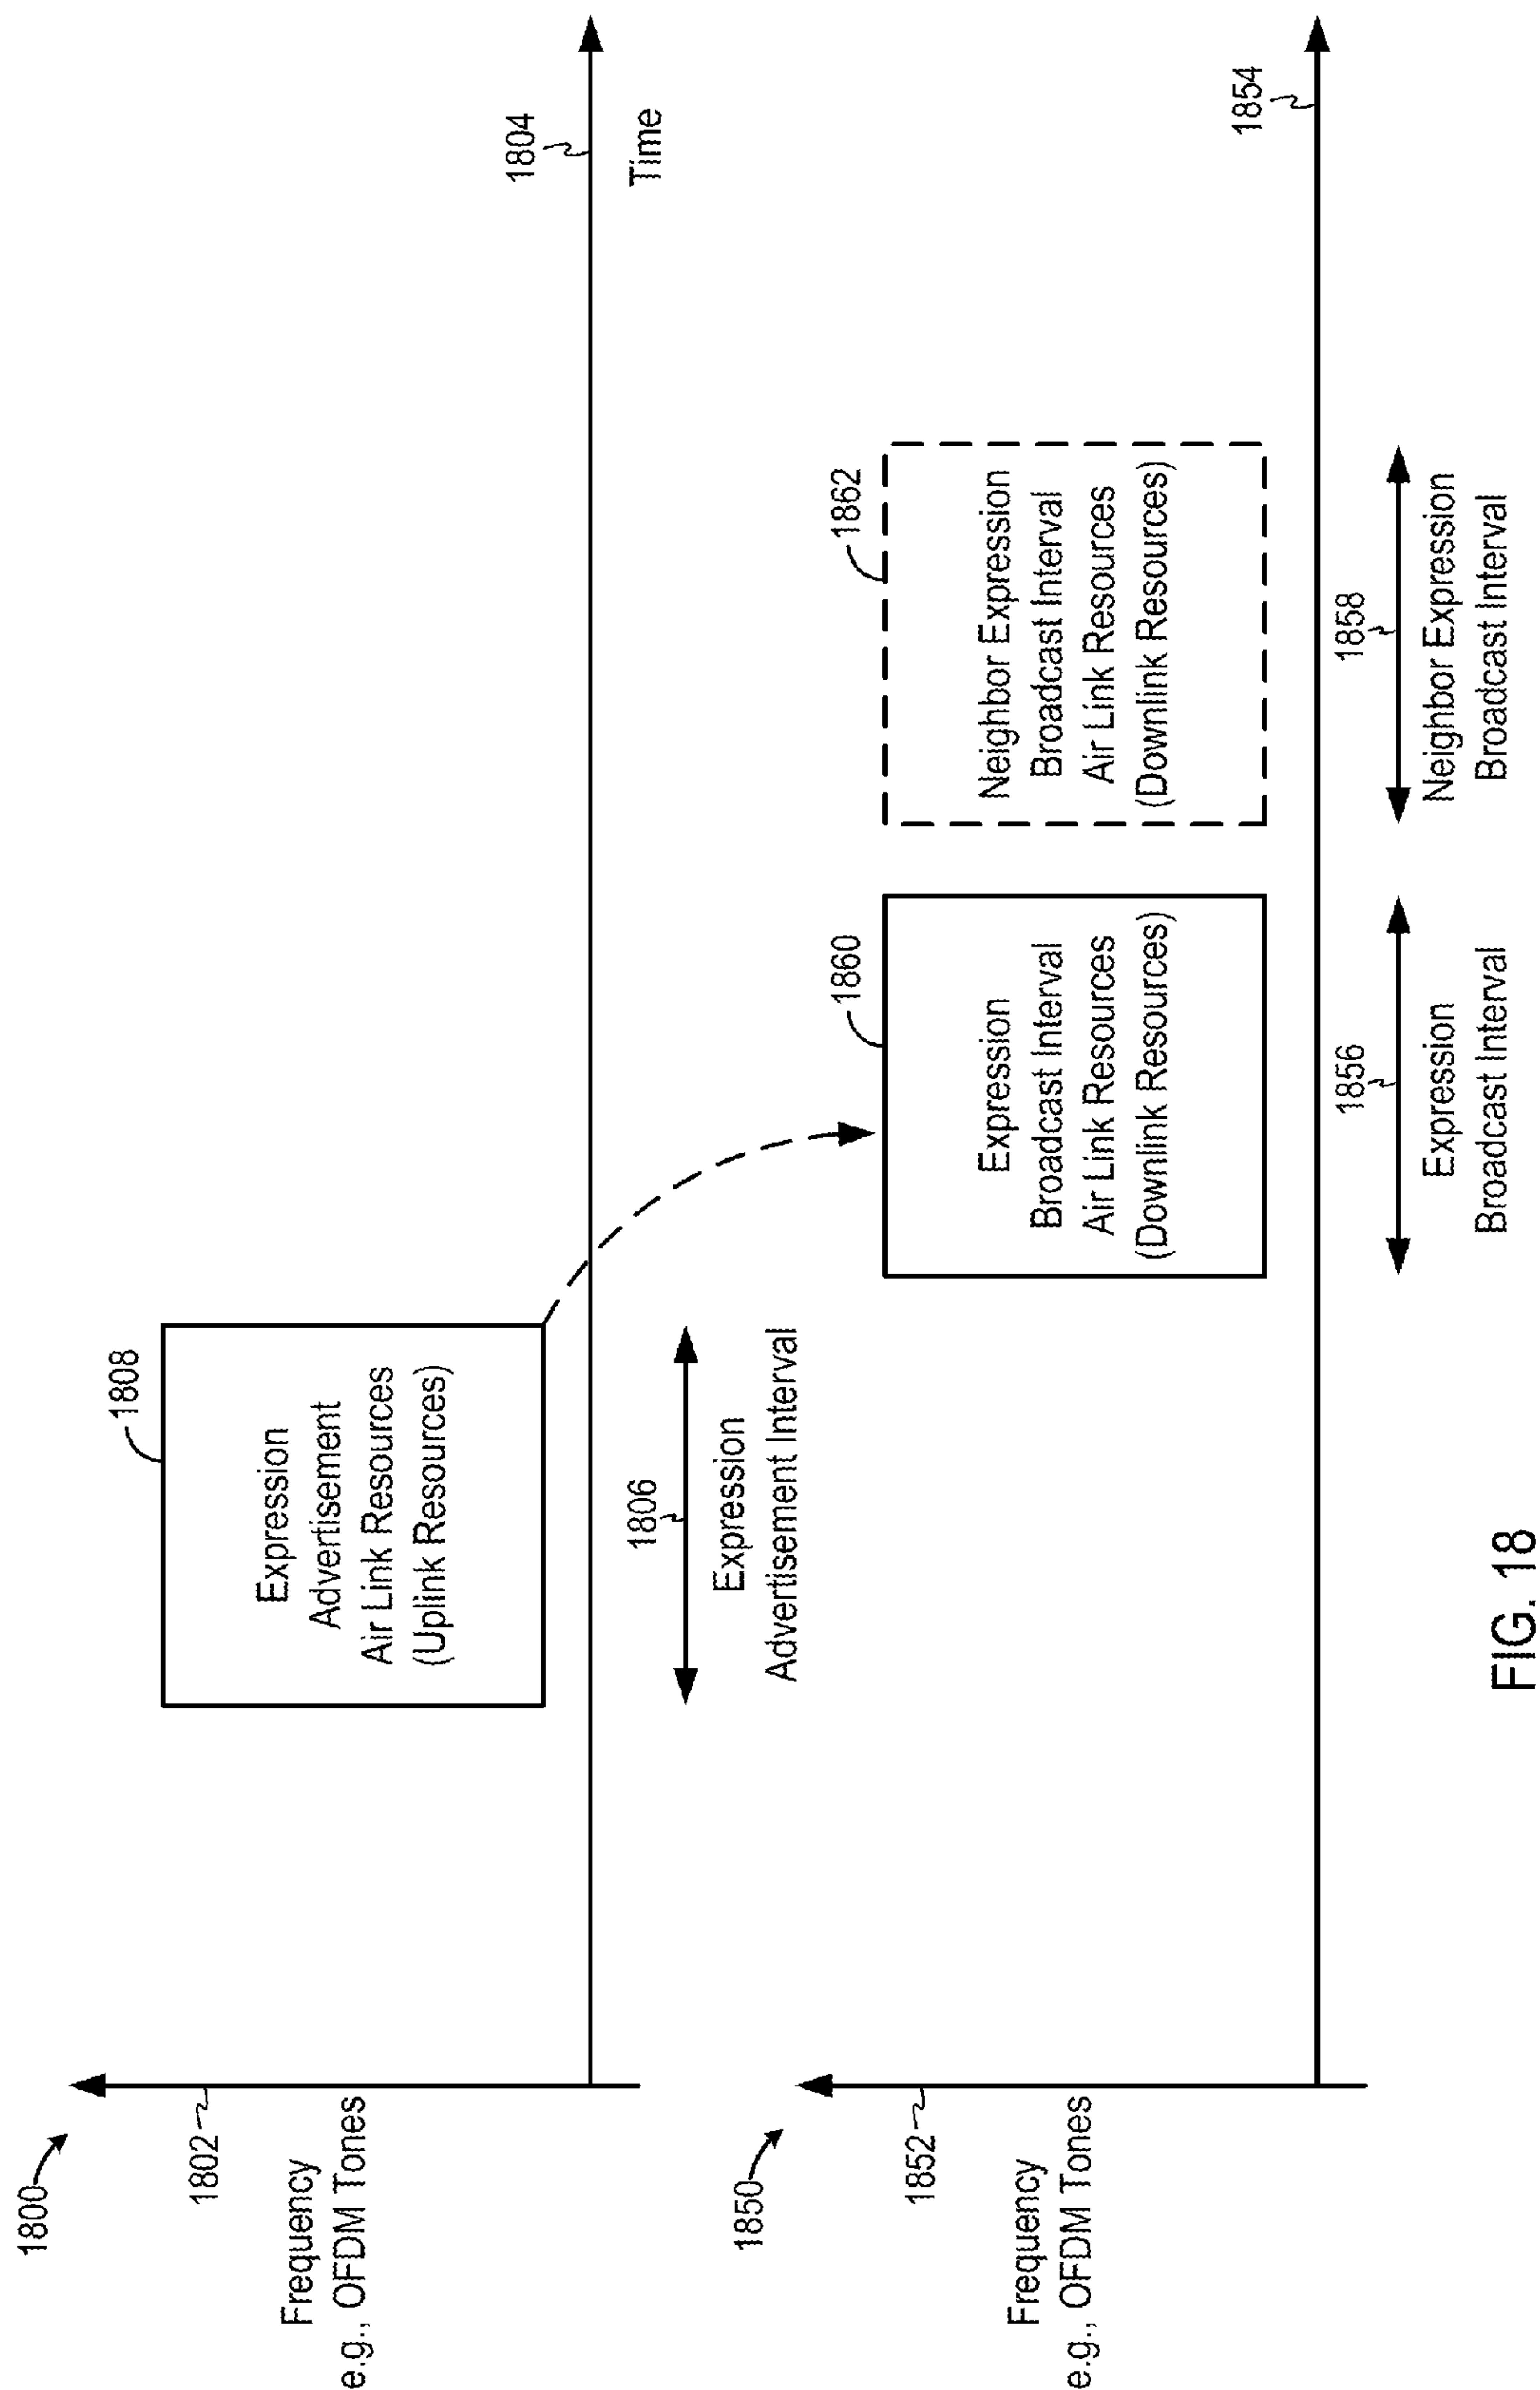 1800
1802
Frequency
e.g., OFDM Tones
1808
Expression
Advertisement
Air Link Resources
(Uplink Resources)
1804
Time
1806
Expression
Advertisement Interval
1850
1852
Frequency
e.g., OFDM Tones
1860
Expression
Broadcast Interval
Air Link Resources
(Downlink Resources)
1862
Neighbor Expression
Broadcast Interval
Air Link Resources
(Downlink Resources)
1854
1856
Expression
Broadcast Interval
1858
Neighbor Expression
Broadcast Interval
FIG. 18